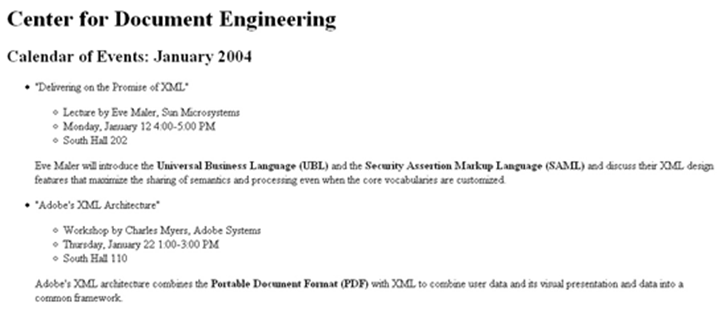 Center for Document Engineering
Calendar of Events: January 2004
"Delivering on the Promise of XML"
Lecture by Eve Maler, Sun Microsystems
Monday, January 12 4:00-5:00 PM
South Hall 202
Eve Maler will introduce the Universal Business Language (UBL) and the Security Assertion Markup Language (SAML) and discuss their XML design
features that maximize the sharing of semantics and processing even when the core vocabularies are customized.
"Adobe's XML Architecture"
Workshop by Charles Myers, Adobe Systems
Thursday, January 22 1:00-3:00 PM
South Hall 110
Adobe's XML architecture combines the Portable Document Format (PDF) with XML to combine user data and its visual presentation and data into a
common framework.